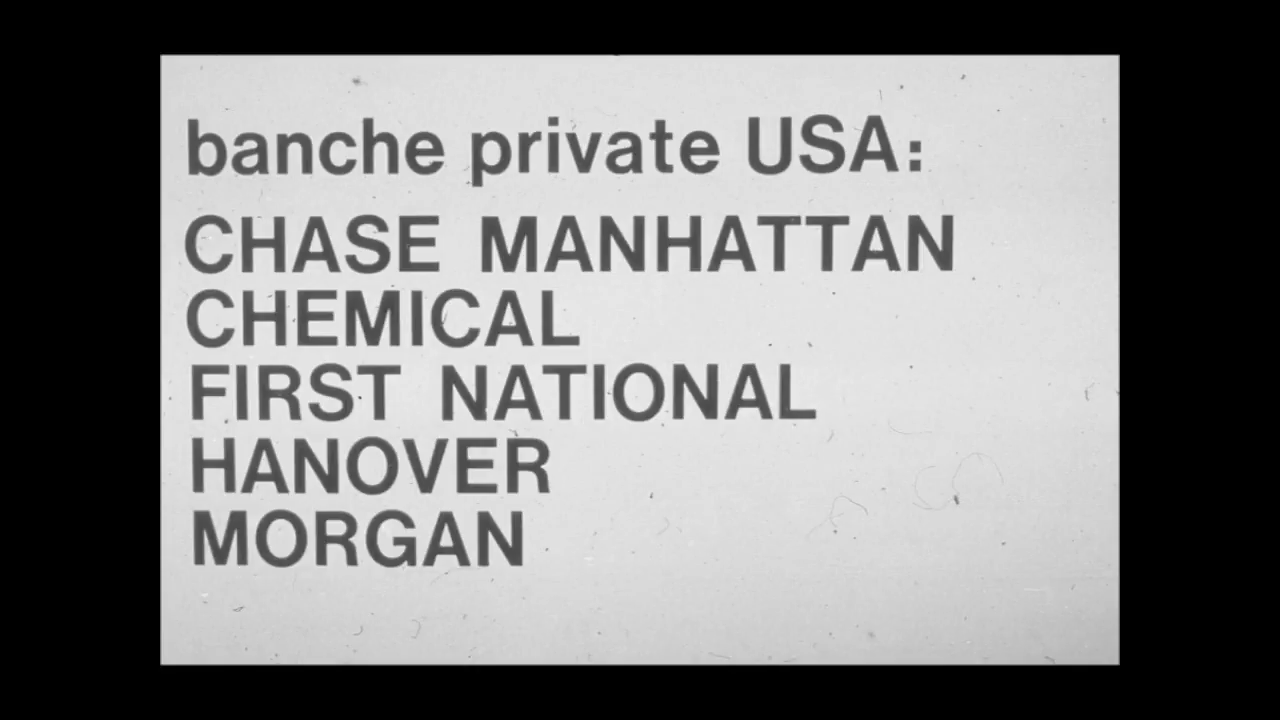 banche private USA:
CHASE MANHATTAN
CHEMICAL
FIRST NATIONAL
HANOVER
MORGAN